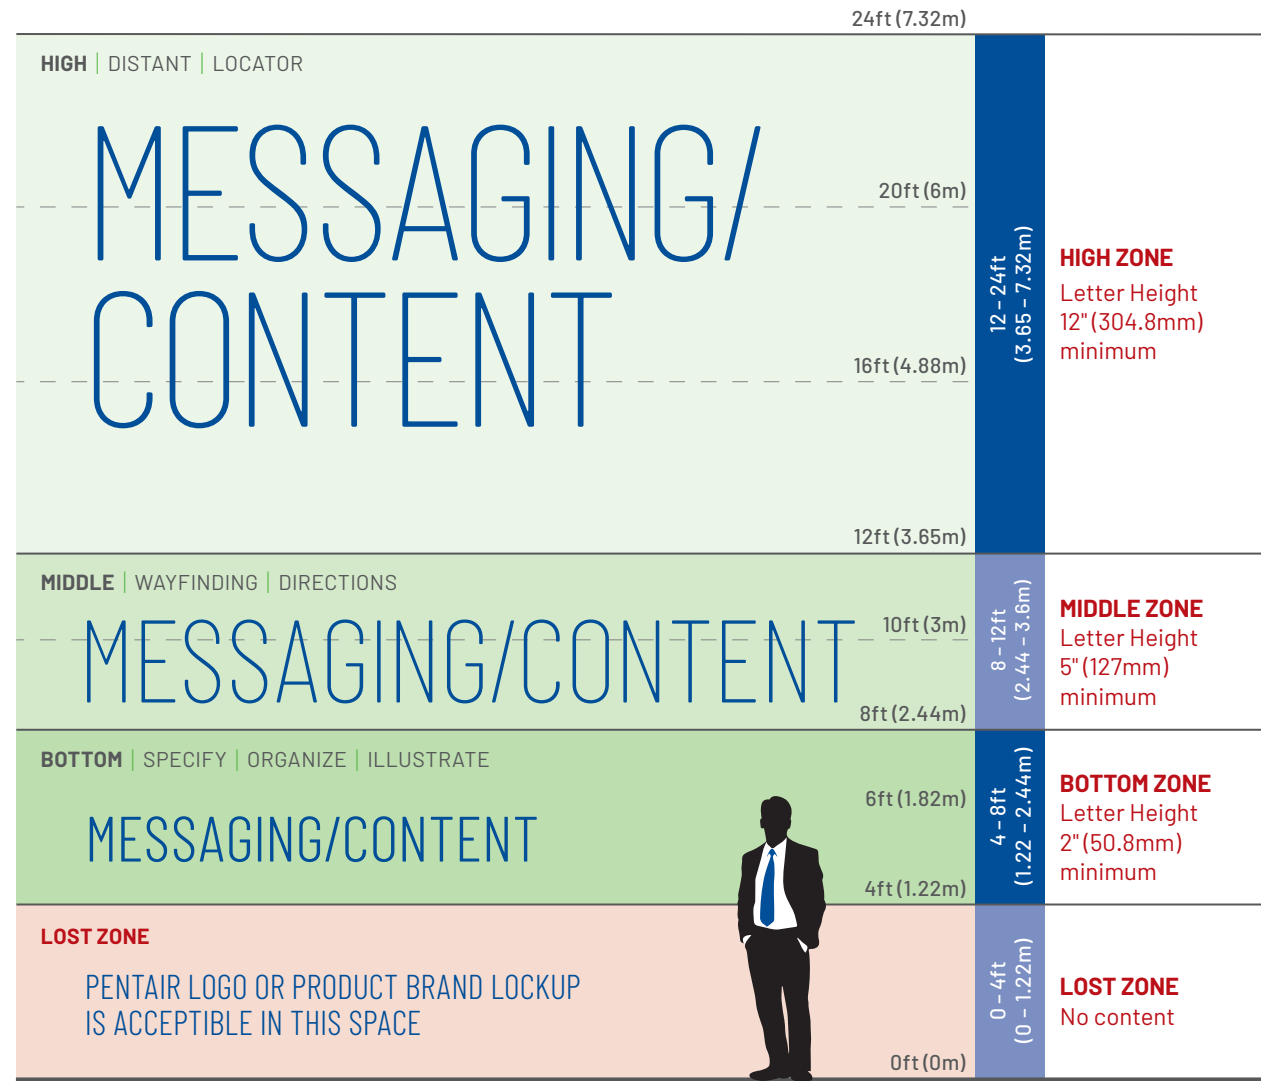 24ft (7.32m)
HIGH | DISTANT | LOCATOR
MESSAGING/
CONTENT
20ft (6m)
16ft (4.88m)
12ft (3.65m)
12 – 24ft
(3.65 – 7.32m)
HIGH ZONE
Letter Height
12" (304.8mm)
minimum
MIDDLE | WAYFINDING | DIRECTIONS
MESSAGING/CONTENT
10ft (3m)
8ft (2.44m)
8 – 12ft
(2.44 – 3.6m)
MIDDLE ZONE
Letter Height
5" (127mm)
minimum
BOTTOM | SPECIFY | ORGANIZE | ILLUSTRATE
MESSAGING/CONTENT
6ft (1.82m)
4ft (1.22m)
4 – 8ft
(1.22 – 2.44m)
BOTTOM ZONE
Letter Height
2" (50.8mm)
minimum
LOST ZONE
PENTAIR LOGO OR PRODUCT BRAND LOCKUP
IS ACCEPTIBLE IN THIS SPACE
0ft (0m)
0 – 4ft
(0 – 1.22m)
LOST ZONE
No content